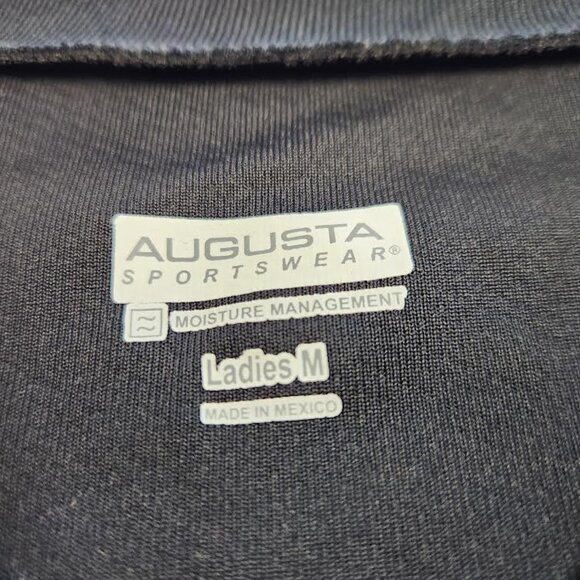 AUGUSTA
SPORTSWEAR®
MOISTURE MANAGEMENT
Ladies M
MADE IN MEXICO